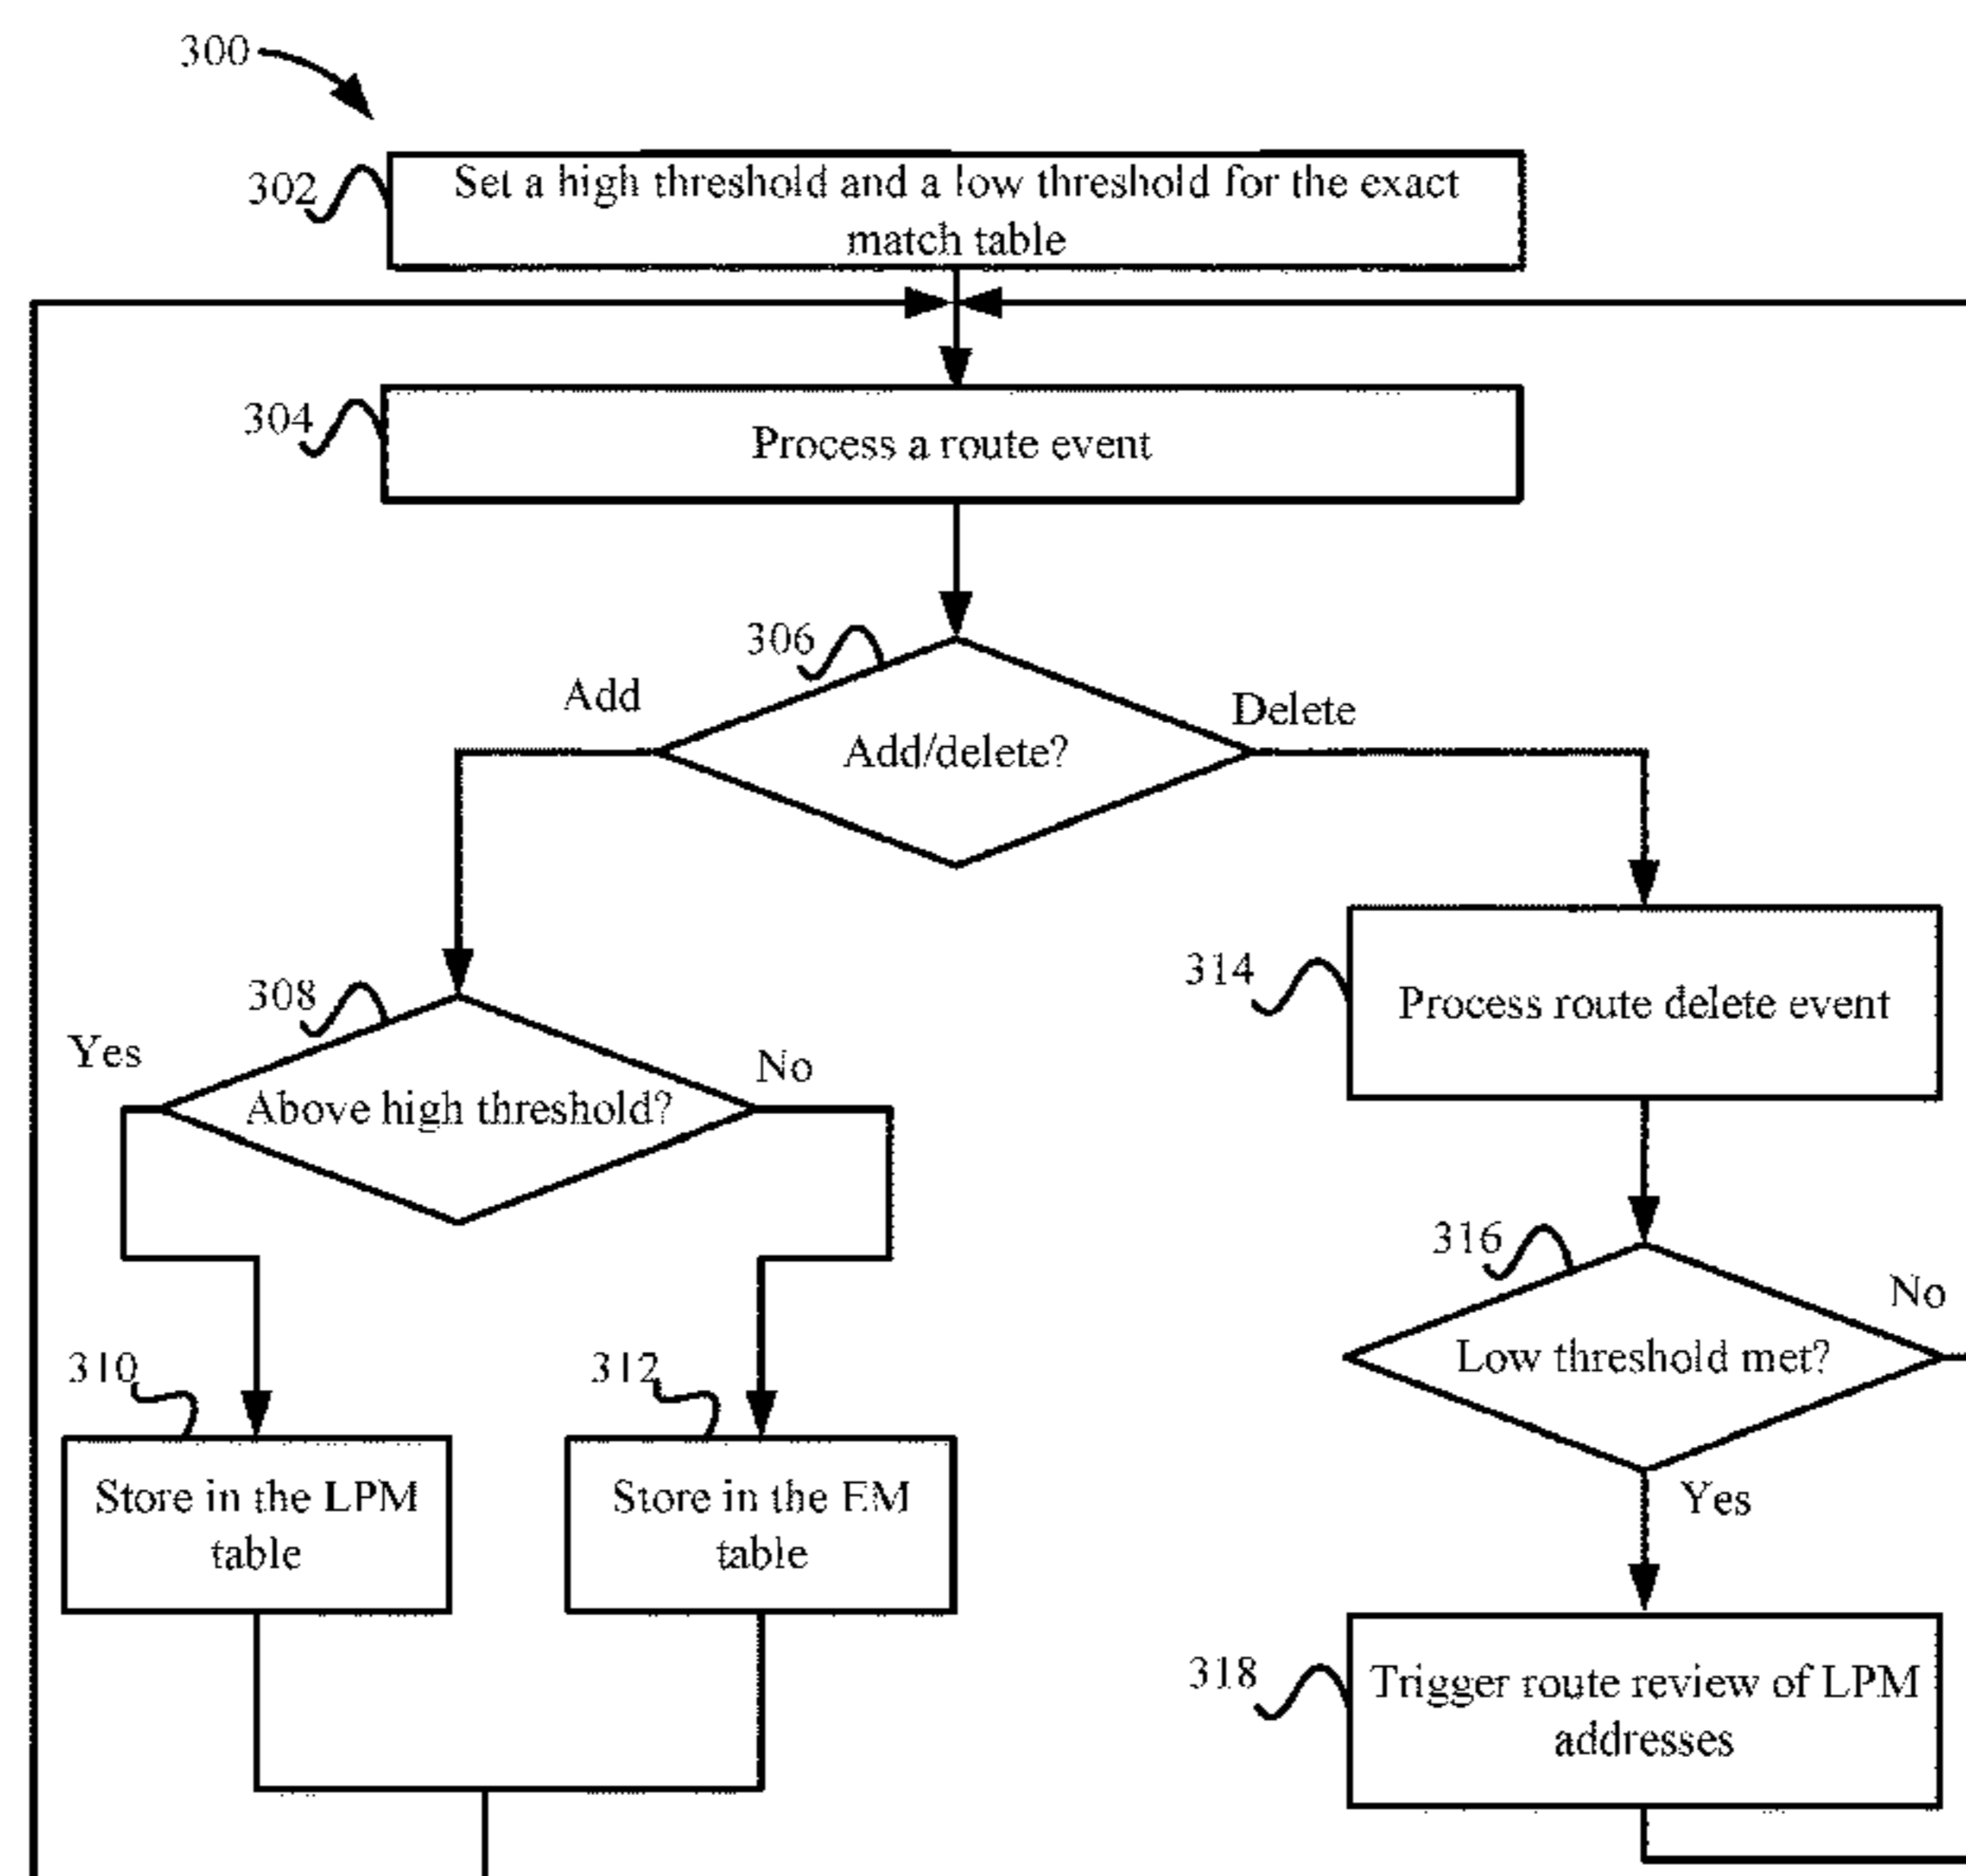 300
302
Set a high threshold and a low threshold for the exact
match table
304
Process a route event
306
Add
Delete
Add/delete?
308
Yes
No
Above high threshold?
314
Process route delete event
316
No
Low threshold met?
Yes
310
312
Store in the LPM
table
Store in the EM
table
318
Trigger route review of LPM
addresses